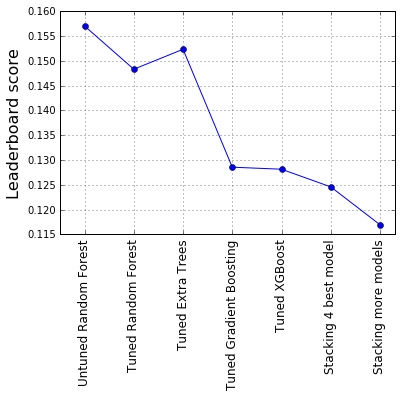 0.160
0.155
0.150
0.145
0.140
0.135
0.130
0.125
0.120
0.115
Leaderboard score
Untuned Random Forest
Tuned Random Forest
Tuned Extra Trees
Tuned Gradient Boosting
Tuned XGBoost
Stacking 4 best model
Stacking more models